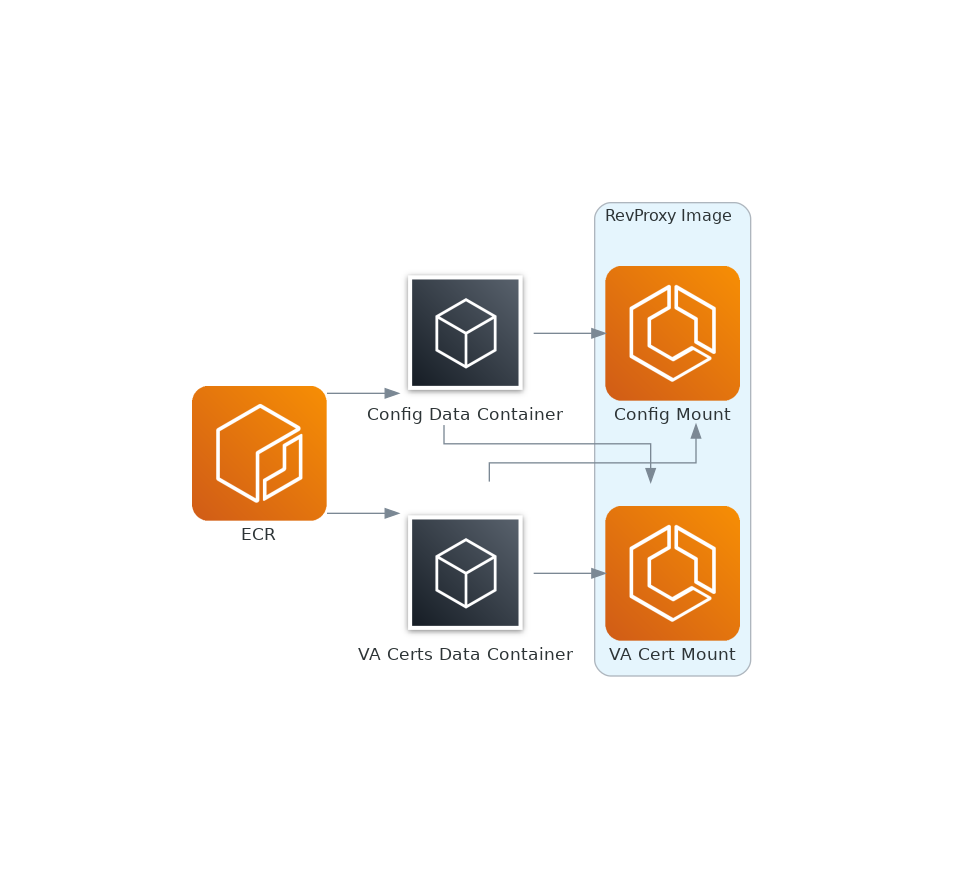 RevProxy Image
Config Data Container
Config Mount
ECR
VA Certs Data Container
VA Cert Mount